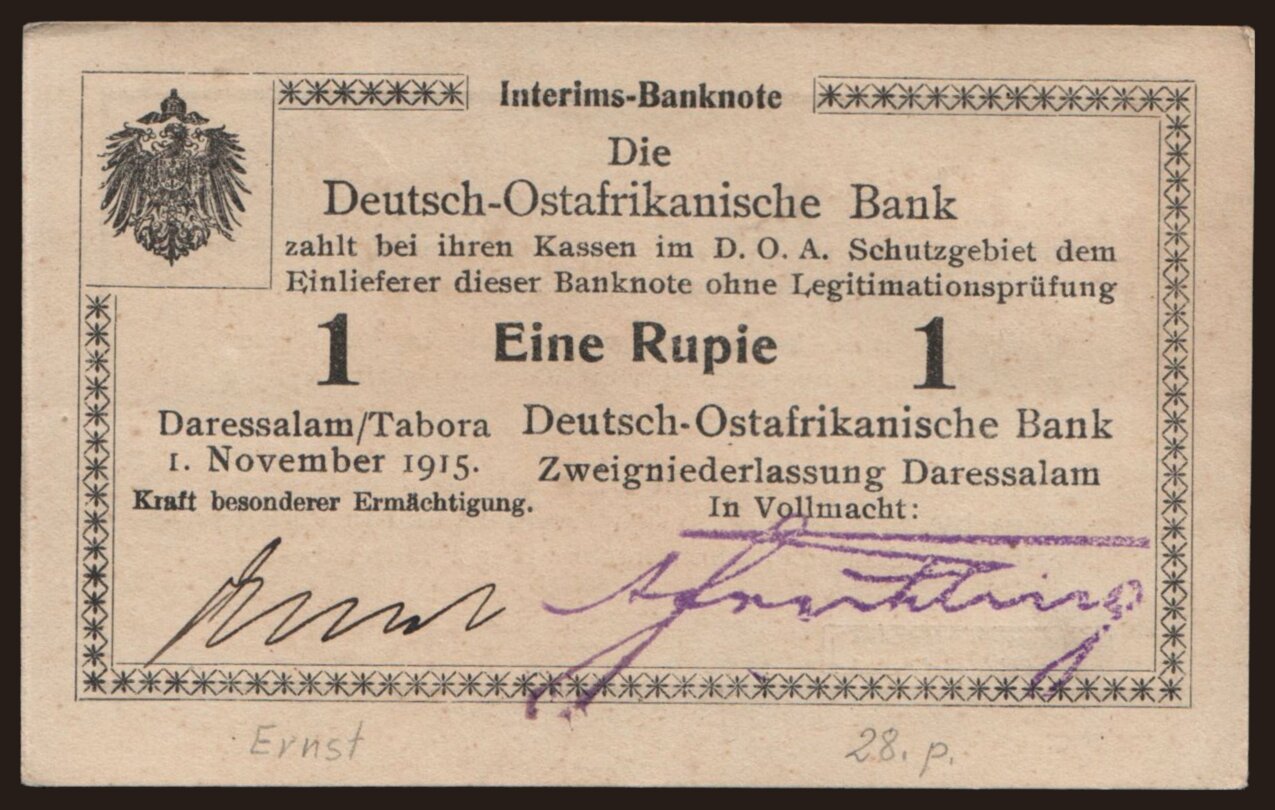 Interims-Banknote
Die
Deutsch-Ostafrikanische Bank
zahlt bei ihren Kassen im D. O. A. Schutzgebiet dem
Einlieferer dieser Banknote ohne Legitimationsprüfung
1 Eine Rupie 1
Daressalam/Tabora
1. November 1915.
Kraft besonderer Ermächtigung.
Deutsch-Ostafrikanische Bank
Zweigniederlassung Daressalam
In Vollmacht:
Ernst
28. p.